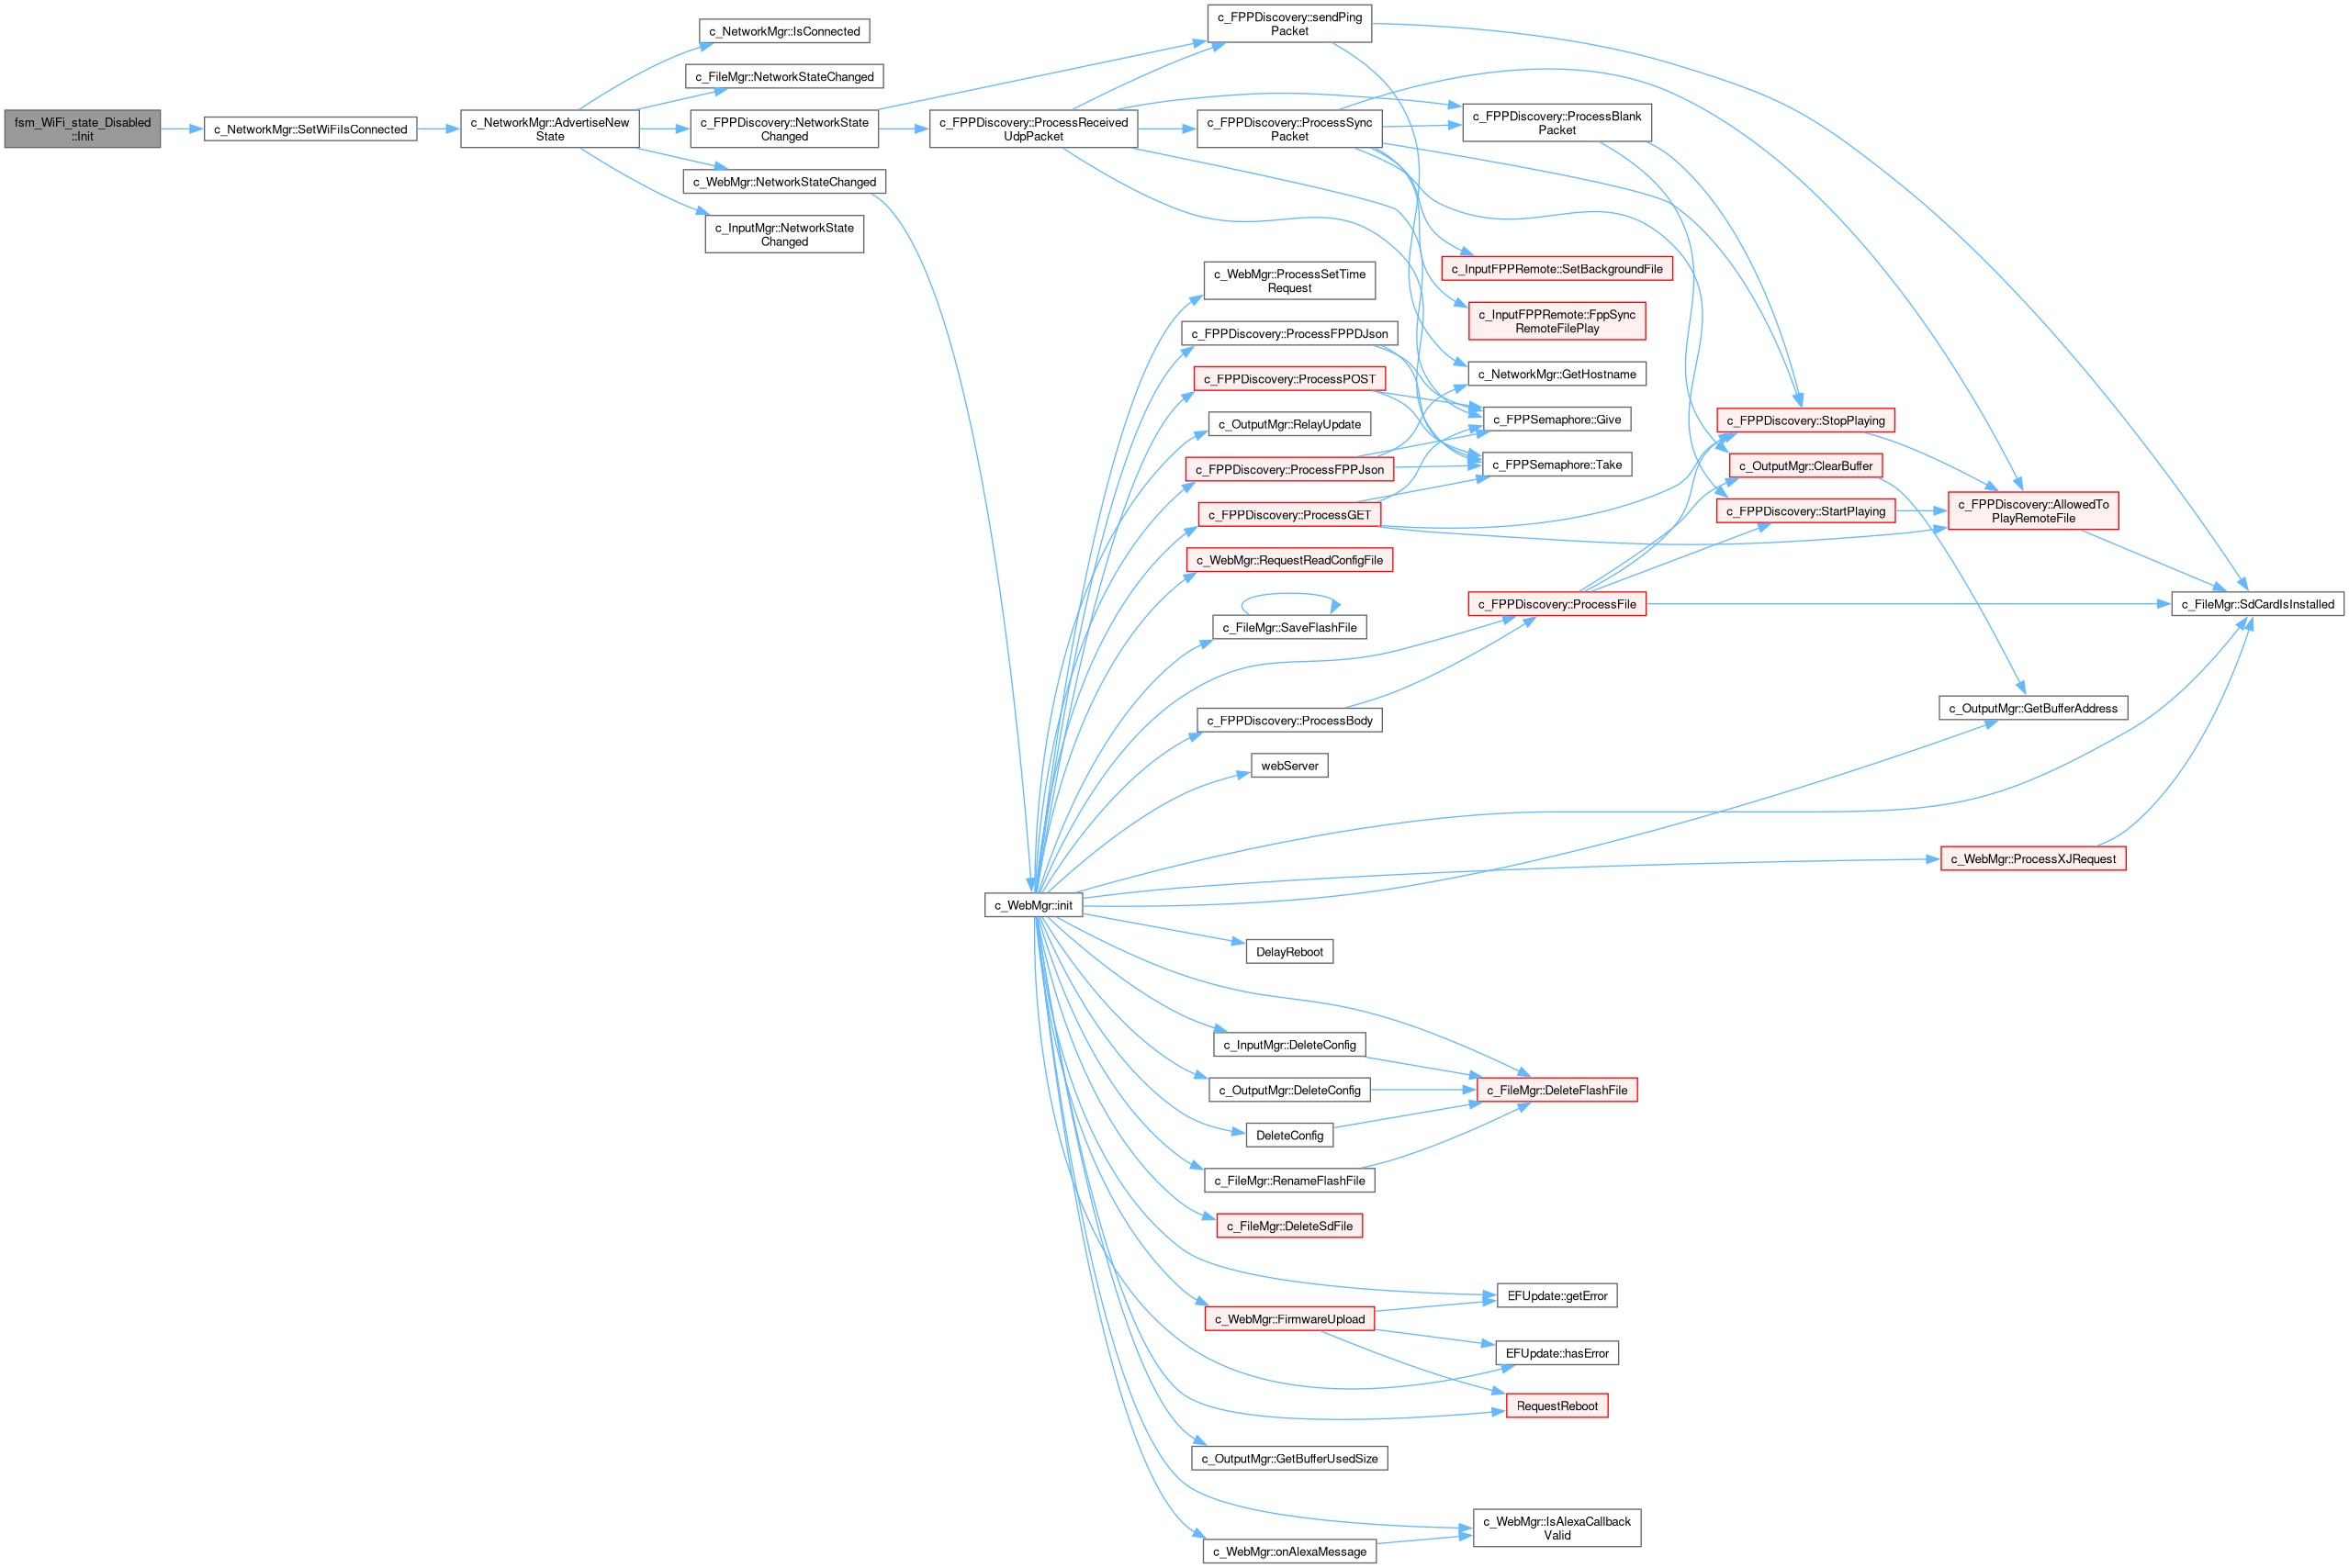 fsm_WiFi_state_Disabled
::Init
c_NetworkMgr::SetWiFiIsConnected
c_NetworkMgr::AdvertiseNew
State
c_NetworkMgr::IsConnected
c_FileMgr::NetworkStateChanged
c_FPPDiscovery::NetworkState
Changed
c_WebMgr::NetworkStateChanged
c_InputMgr::NetworkState
Changed
c_FPPDiscovery::ProcessReceived
UdpPacket
c_FPPDiscovery::sendPing
Packet
c_FPPDiscovery::ProcessSync
Packet
c_FPPDiscovery::ProcessBlank
Packet
c_WebMgr::ProcessSetTime
Request
c_FPPDiscovery::ProcessFPPDJson
c_FPPDiscovery::ProcessPOST
c_OutputMgr::RelayUpdate
c_FPPDiscovery::ProcessFPPJson
c_FPPDiscovery::ProcessGET
c_WebMgr::RequestReadConfigFile
c_FileMgr::SaveFlashFile
c_FPPDiscovery::ProcessBody
webServer
c_WebMgr::init
DelayReboot
c_InputMgr::DeleteConfig
c_OutputMgr::DeleteConfig
DeleteConfig
c_FileMgr::RenameFlashFile
c_FileMgr::DeleteSdFile
c_WebMgr::FirmwareUpload
c_OutputMgr::GetBufferUsedSize
c_WebMgr::onAlexaMessage
c_InputFPPRemote::SetBackgroundFile
c_InputFPPRemote::FppSync
RemoteFilePlay
c_NetworkMgr::GetHostname
c_FPPSemaphore::Give
c_FPPSemaphore::Take
c_FPPDiscovery::ProcessFile
c_FileMgr::DeleteFlashFile
EFUpdate::getError
EFUpdate::hasError
RequestReboot
c_WebMgr::IsAlexaCallback
Valid
c_FPPDiscovery::StopPlaying
c_OutputMgr::ClearBuffer
c_FPPDiscovery::StartPlaying
c_FPPDiscovery::AllowedTo
PlayRemoteFile
c_OutputMgr::GetBufferAddress
c_WebMgr::ProcessXJRequest
c_FileMgr::SdCardIsInstalled